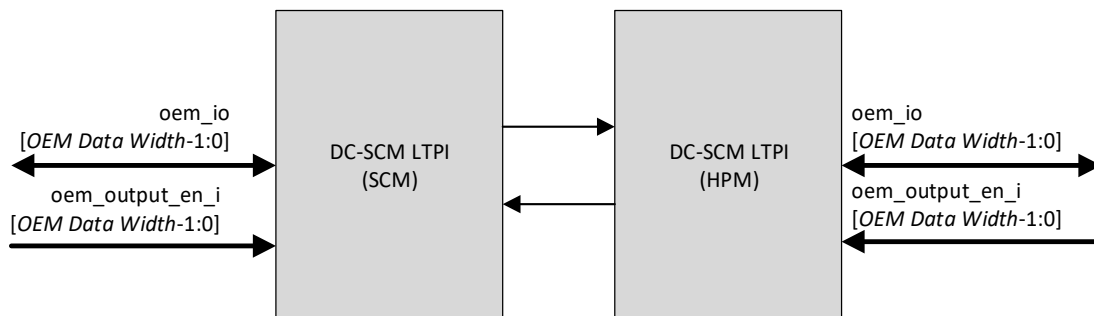 oem_io
[OEM Data Width-1:0]
oem_output_en_i
[OEM Data Width-1:0]
DC-SCM LTPI
(SCM)
DC-SCM LTPI
(HPM)
oem_io
[OEM Data Width-1:0]
oem_output_en_i
[OEM Data Width-1:0]